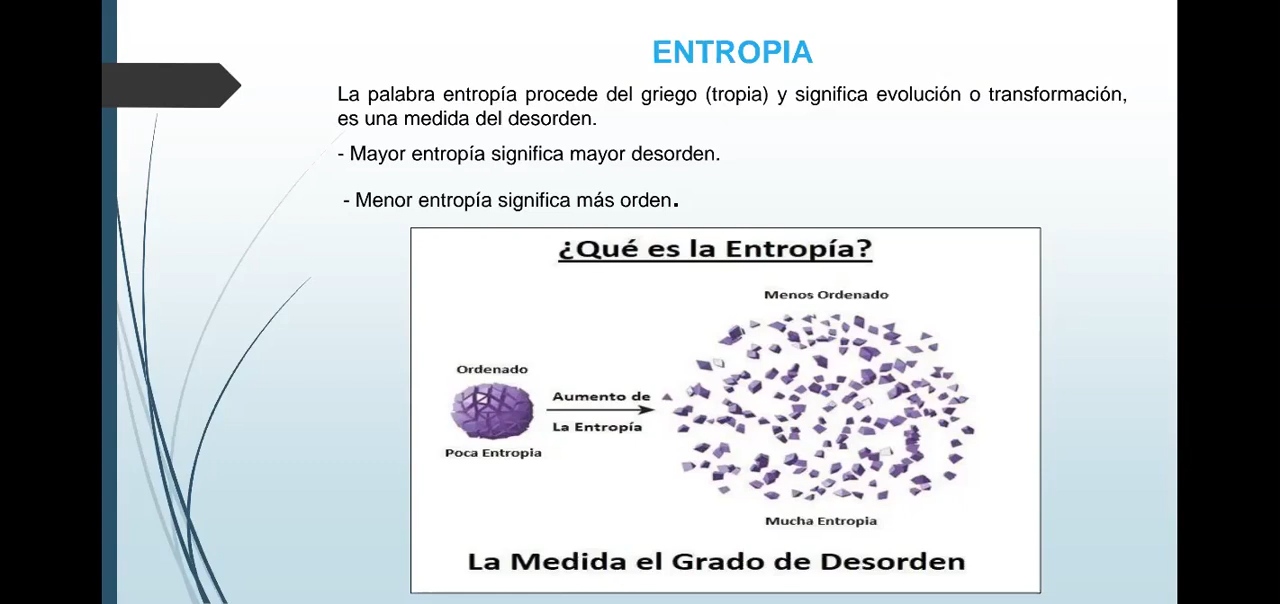 ENTROPIA
La palabra entropía procede del griego (tropia) y significa evolución o transformación,
es una medida del desorden.
- Mayor entropía significa mayor desorden.
- Menor entropía significa más orden.
¿Qué es la Entropía?
Menos Ordenado
Ordenado
Aumento de
La Entropía
Poca Entropia
Mucha Entropia
La Medida el Grado de Desorden